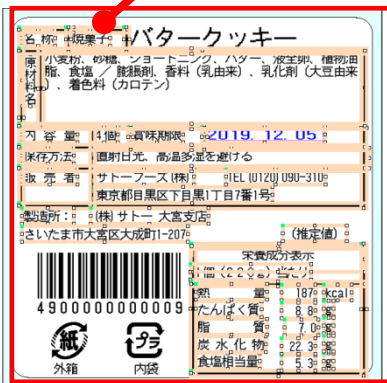 名 称 焼菓子 バタークッキー
原材料名 小麦粉、砂糖、ショートニング、バター、液全卵、植物油
脂、食塩 ／ 膨脹剤、香料（乳由来）、乳化剤（大豆由来
）、着色料（カロテン）
内 容 量 4個 賞味期限 2019. 12. 05
保存方法 直射日光、高温多湿を避ける
販 売 者 サトーフーズ(株) TEL(0120)090-310
東京都目黒区下目黒1丁目7番1号
製造所： (株)サトー 大宮支店
さいたま市大宮区大成町1-207
(推定値)
栄養成分表示
1個 (220g) 当たり
熱 量 187 kcal
たんぱく質 8.8 g
脂 質 7.0 g
炭 水 化 物 22.3 g
食塩相当量 5.3 g
4900000000009
紙 プラ
外箱 内袋